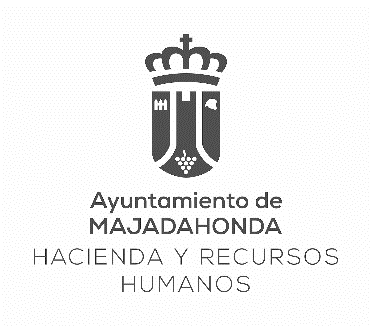 Ayuntamiento de
MAJADAHONDA
HACIENDA Y RECURSOS
HUMANOS